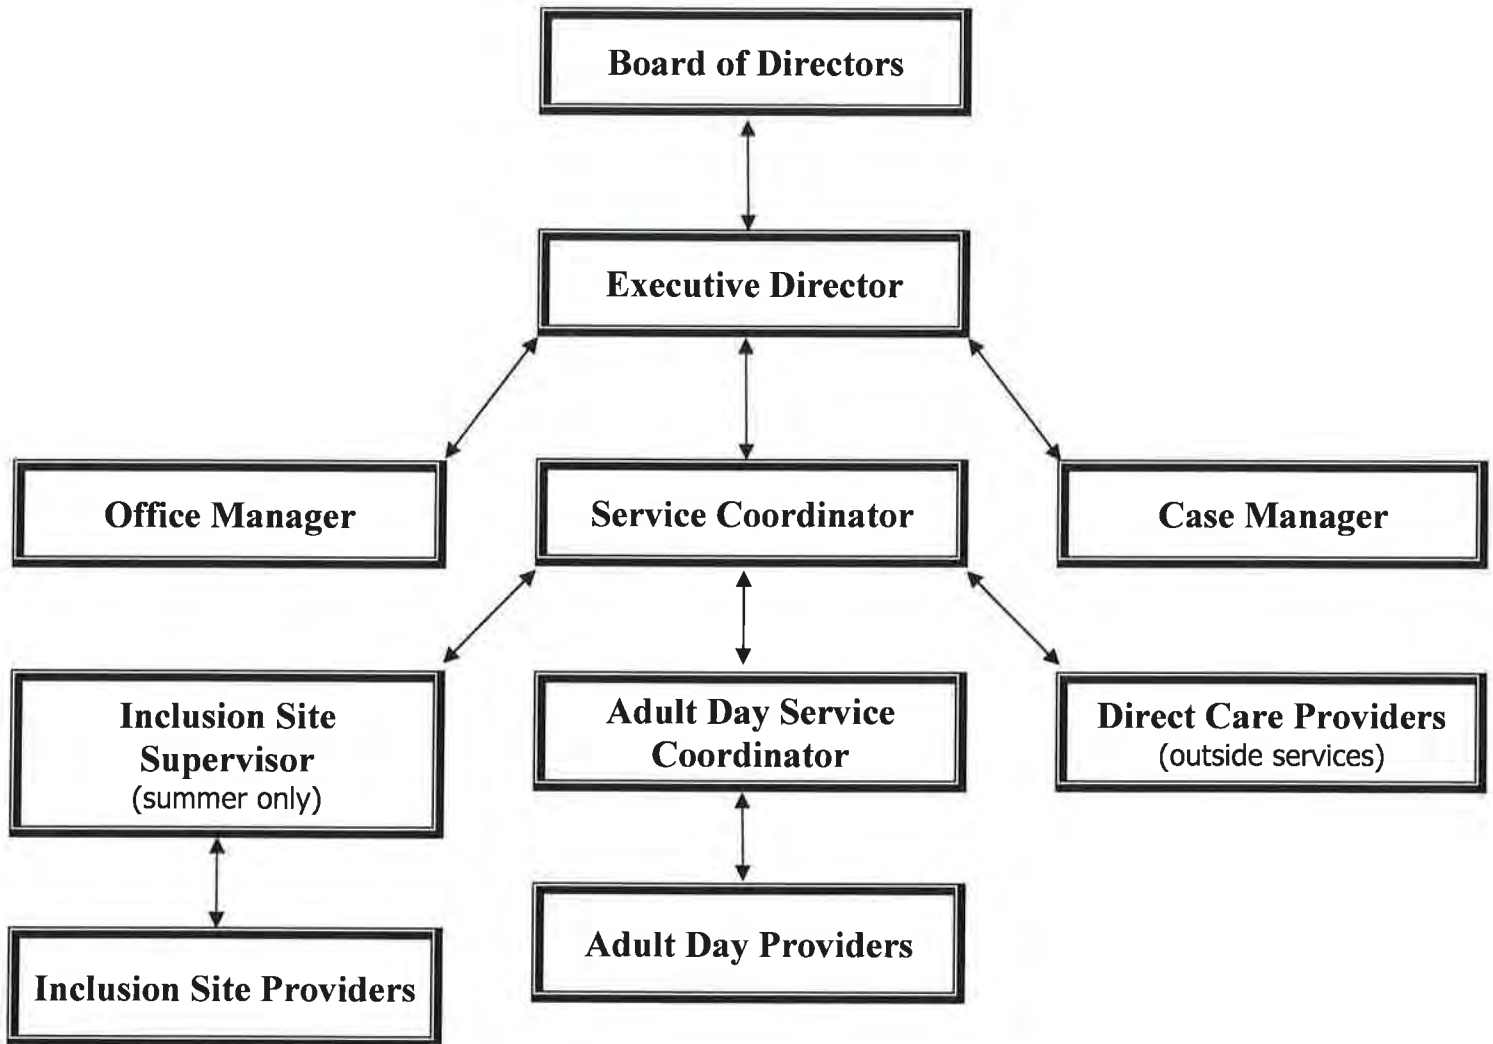 Board of Directors
Executive Director
Office Manager
Service Coordinator
Case Manager
Inclusion Site
Supervisor
(summer only)
Adult Day Service
Coordinator
Direct Care Providers
(outside services)
Adult Day Providers
Inclusion Site Providers